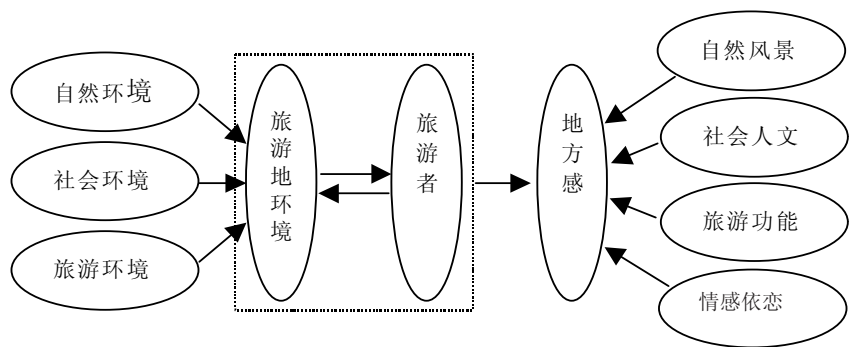 自然环境
社会环境
旅游环境
旅游地环境
旅游者
地方感
自然风景
社会人文
旅游功能
情感依恋